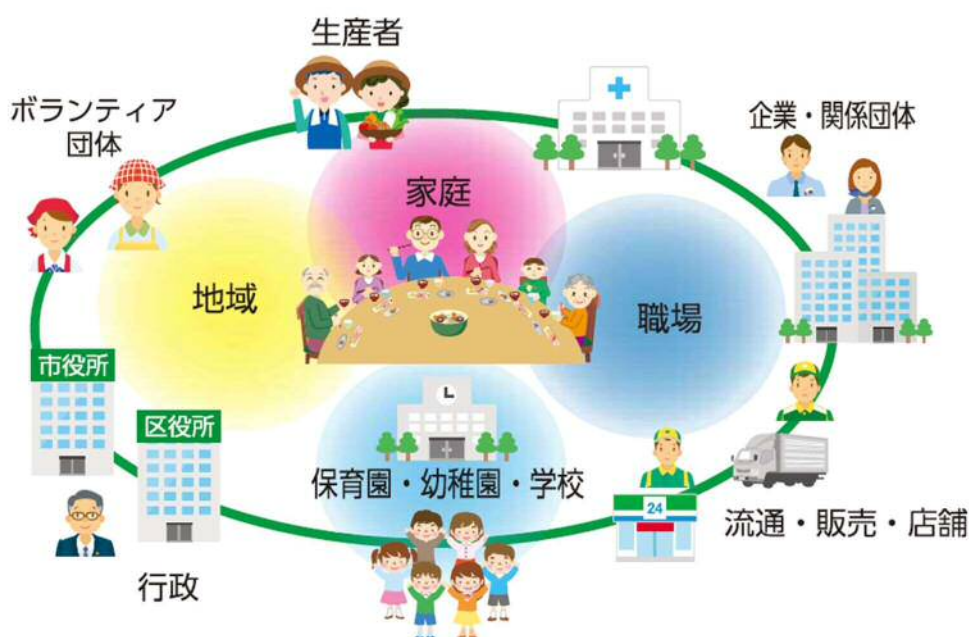 生産者
ボランティア
団体
企業・関係団体
家庭
地域
職場
市役所
区役所
保育園・幼稚園・学校
24
流通・販売・店舗
行政